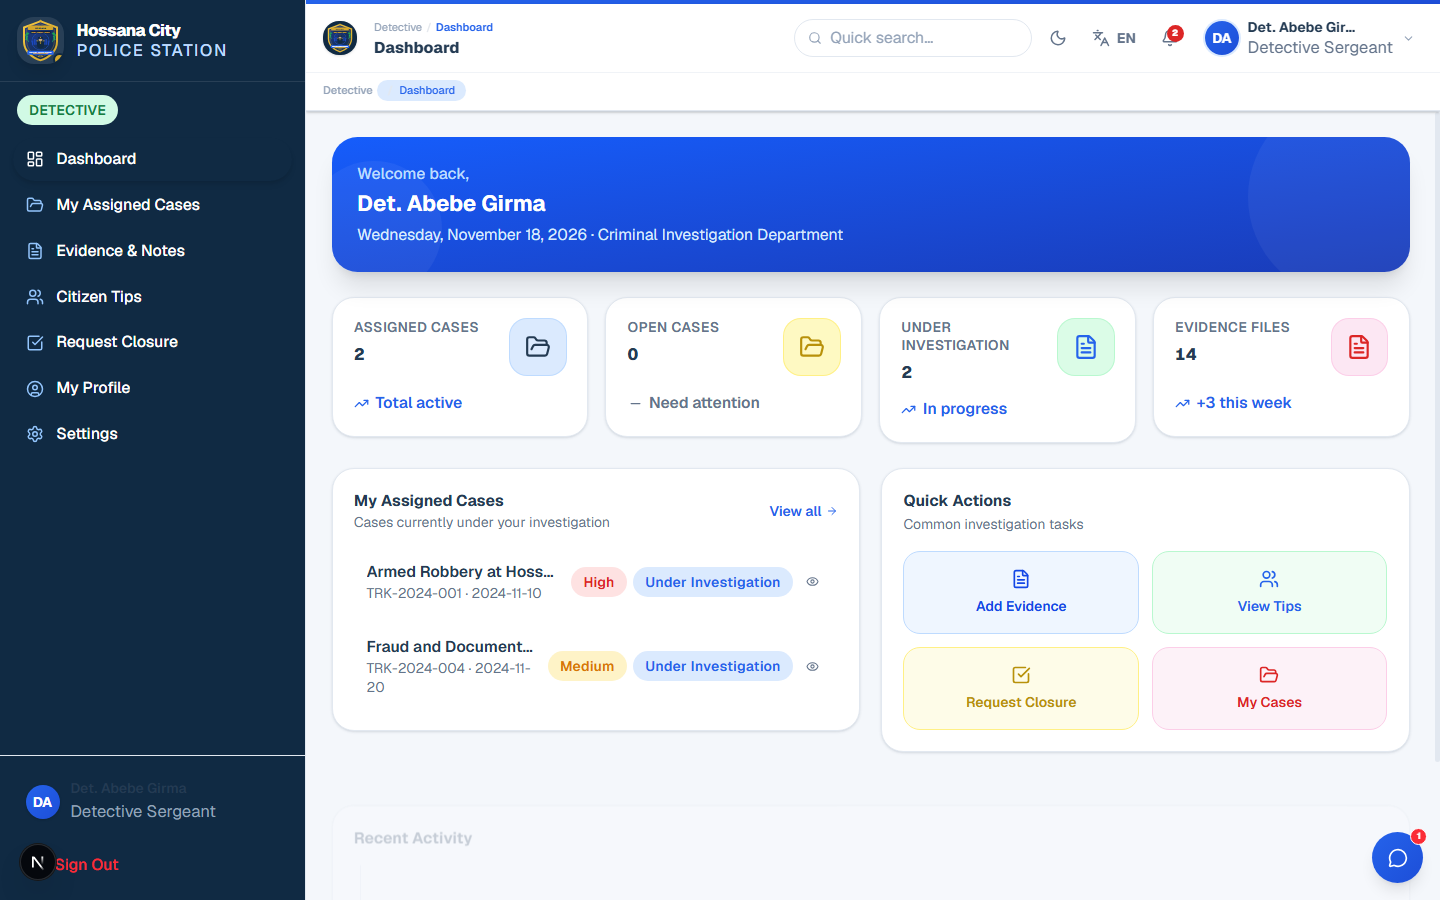 Hossana City
POLICE STATION
DETECTIVE
Dashboard
My Assigned Cases
Evidence & Notes
Citizen Tips
Request Closure
My Profile
Settings
DA
Det. Abebe Girma
Detective Sergeant
N
Sign Out
Detective / Dashboard
Dashboard
Quick search...
EN
2
DA
Det. Abebe Gir...
Detective Sergeant
Detective
Dashboard
Welcome back,
Det. Abebe Girma
Wednesday, November 18, 2026 · Criminal Investigation Department
ASSIGNED CASES
2
Total active
OPEN CASES
0
Need attention
UNDER
INVESTIGATION
2
In progress
EVIDENCE FILES
14
+3 this week
My Assigned Cases
Cases currently under your investigation
View all
Armed Robbery at Hoss...
TRK-2024-001 · 2024-11-10
High
Under Investigation
Fraud and Document...
TRK-2024-004 · 2024-11-
20
Medium
Under Investigation
Quick Actions
Common investigation tasks
Add Evidence
View Tips
Request Closure
My Cases
Recent Activity
1